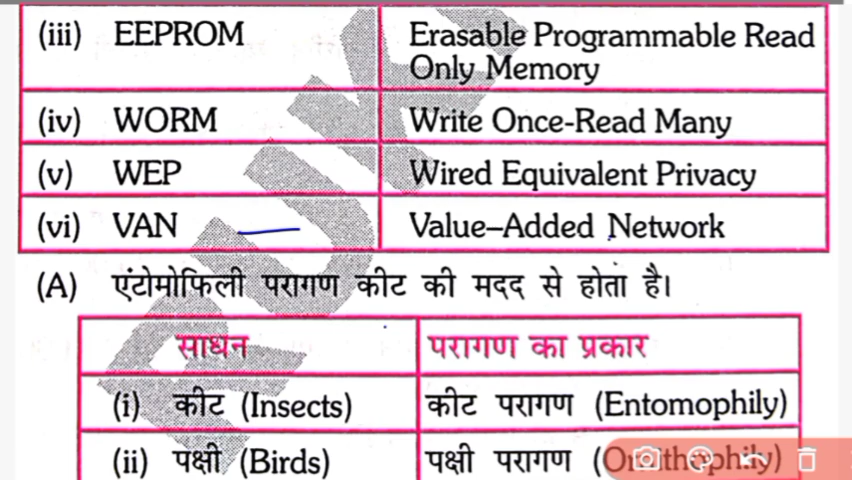 (iii) EEPROM Erasable Programmable Read
Only Memory
(iv) WORM Write Once-Read Many
(v) WEP Wired Equivalent Privacy
(vi) VAN Value–Added Network
(A) एंटोमोफिली परागण कीट की मदद से होता है।
साधन परागण का प्रकार
(i) कीट (Insects) कीट परागण (Entomophily)
(ii) पक्षी (Birds) पक्षी परागण (Ornithophily)